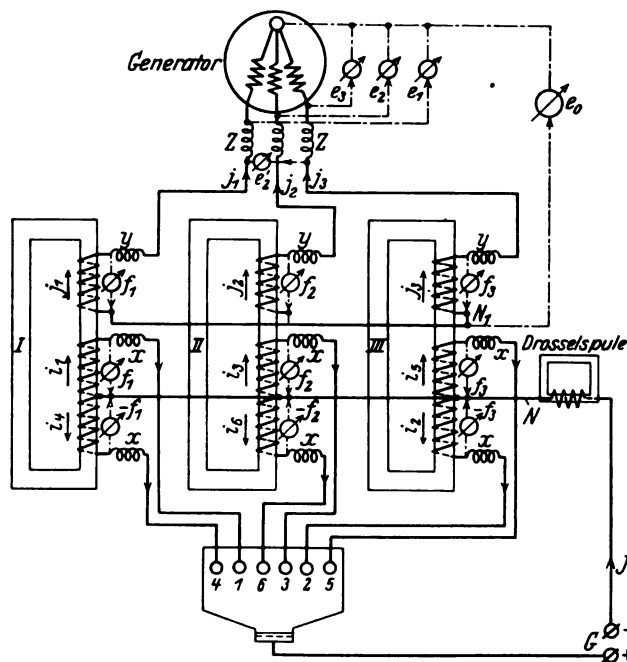 Generator
e3 e2 e1
e0
Z e2' Z
j1 j2 j3
y y y
j1 f1 j2 f2 j3 f3
N1
I II III
x x x
Drosselspule
i1 f1 i3 f2 i5 f3
N
i4 -f1 i6 -f2 i2 -f3
x x x
J
4 1 6 3 2 5
G -
+